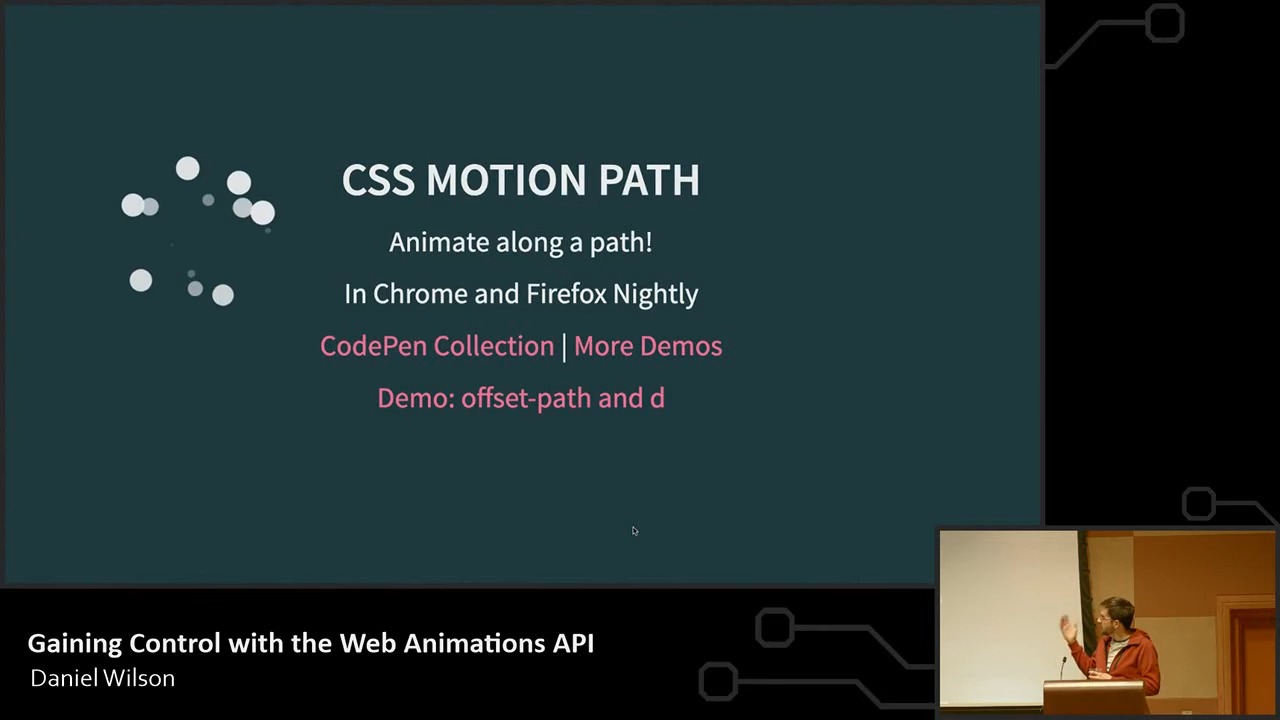 CSS MOTION PATH
Animate along a path!
In Chrome and Firefox Nightly
CodePen Collection | More Demos
Demo: offset-path and d
Gaining Control with the Web Animations API
Daniel Wilson